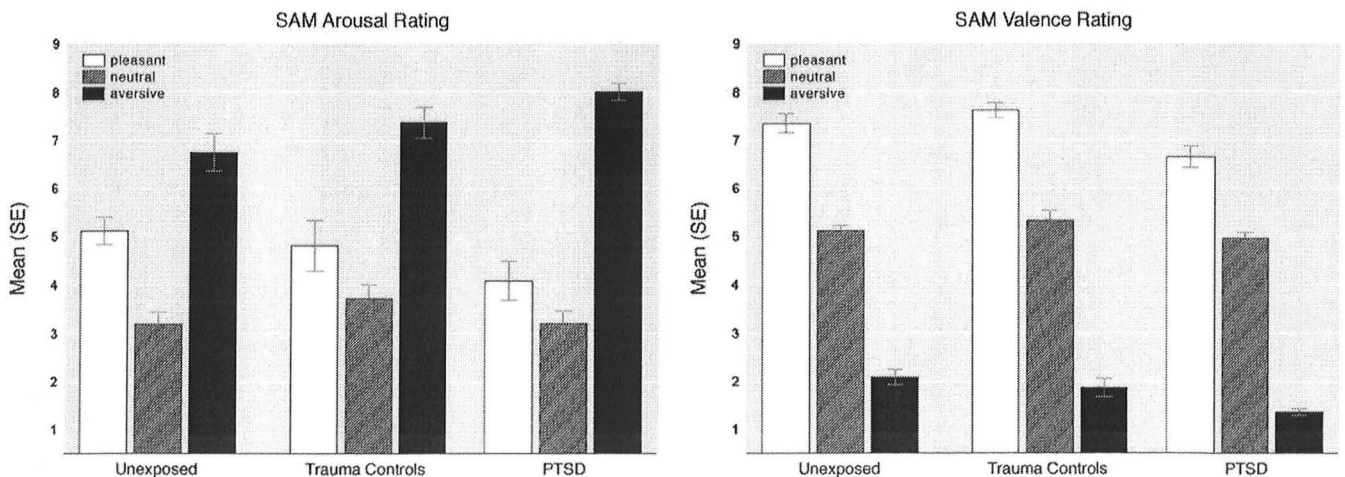 SAM Arousal Rating
9
8
7
6
5
4
3
2
1
Mean (SE)
pleasant
neutral
aversive
Unexposed
Trauma Controls
PTSD
SAM Valence Rating
9
8
7
6
5
4
3
2
1
Mean (SE)
pleasant
neutral
aversive
Unexposed
Trauma Controls
PTSD